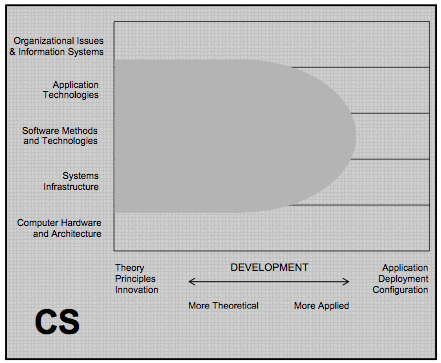 Organizational Issues
& Information Systems
Application
Technologies
Software Methods
and Technologies
Systems
Infrastructure
Computer Hardware
and Architecture
Theory
Principles
Innovation
DEVELOPMENT
More Theoretical
More Applied
Application
Deployment
Configuration
CS